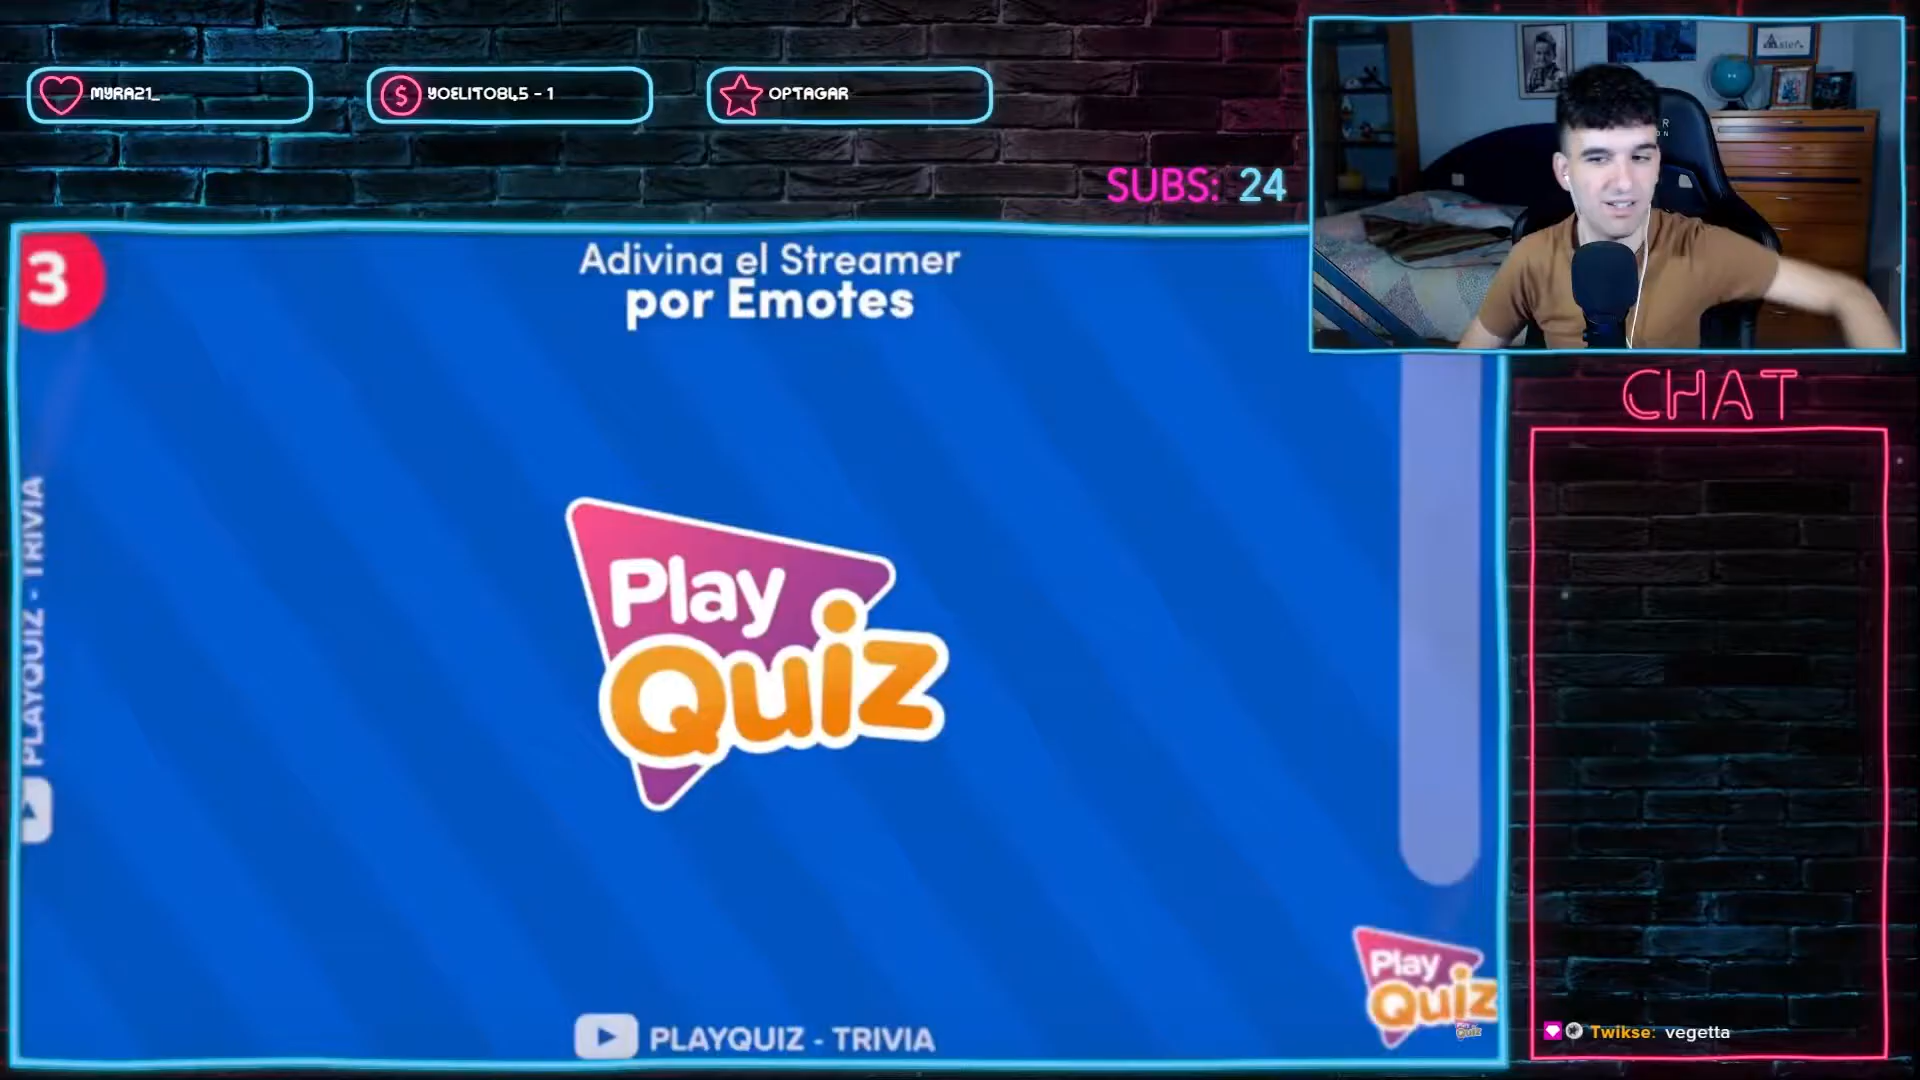 MYRA21_
YOELITO845 - 1
OPTAGAR
SUBS: 24
3
Adivina el Streamer
por Emotes
Play
Quiz
PLAYQUIZ - TRIVIA
PLAYQUIZ - TRIVIA
Play
Quiz
CHAT
Twikse: vegetta